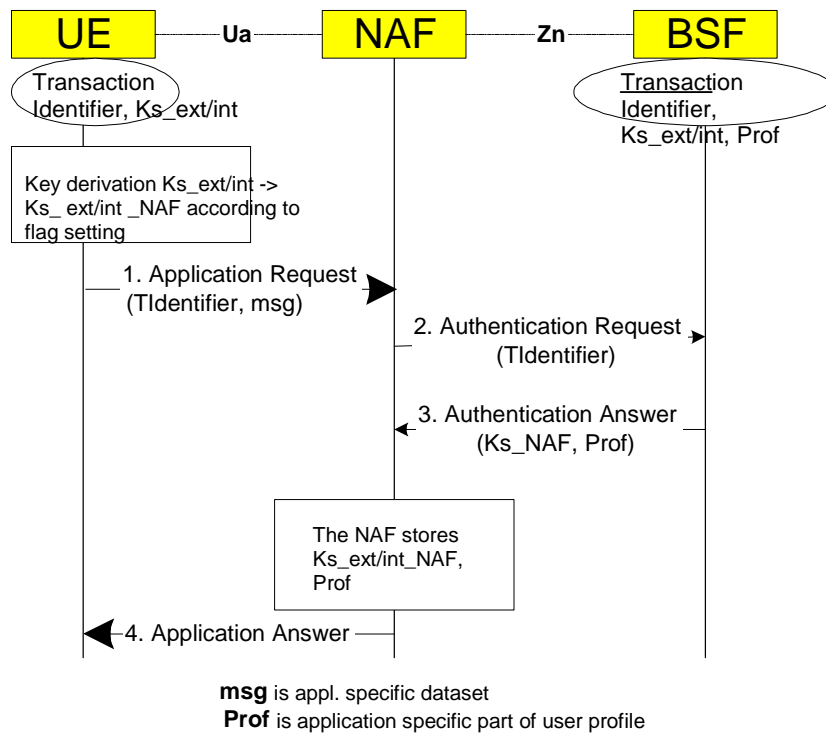 UE
Ua
NAF
Zn
BSF
Transaction
Identifier, Ks_ext/int
Transaction
Identifier,
Ks_ext/int, Prof
Key derivation Ks_ext/int ->
Ks_ ext/int _NAF according to
flag setting
1. Application Request
(TIdentifier, msg)
2. Authentication Request
(TIdentifier)
3. Authentication Answer
(Ks_NAF, Prof)
The NAF stores
Ks_ext/int_NAF,
Prof
4. Application Answer
msg is appl. specific dataset
Prof is application specific part of user profile